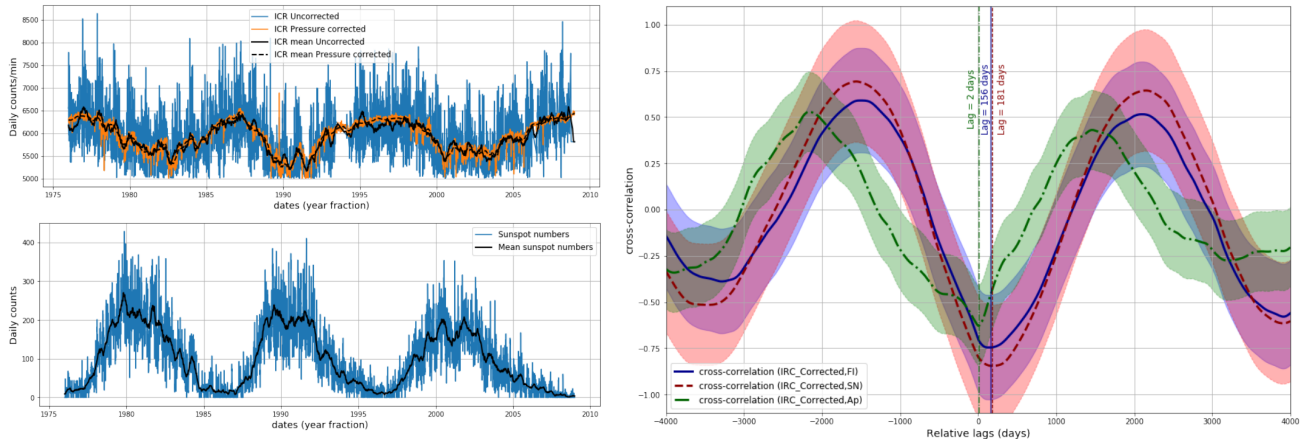 ICR Uncorrected
ICR Pressure corrected
ICR mean Uncorrected
ICR mean Pressure corrected
Daily counts/min
8500
8000
7500
7000
6500
6000
5500
5000
1975
1980
1985
1990
1995
2000
2005
2010
dates (year fraction)
Sunspot numbers
Mean sunspot numbers
Daily counts
400
300
200
100
0
1975
1980
1985
1990
1995
2000
2005
2010
dates (year fraction)
cross-correlation
1.00
0.75
0.50
0.25
0.00
−0.25
−0.50
−0.75
−1.00
Lag = 2 days
Lag = 156 days
Lag = 181 days
cross-correlation (IRC_Corrected,FI)
cross-correlation (IRC_Corrected,SN)
cross-correlation (IRC_Corrected,Ap)
−4000
−3000
−2000
−1000
0
1000
2000
3000
4000
Relative lags (days)